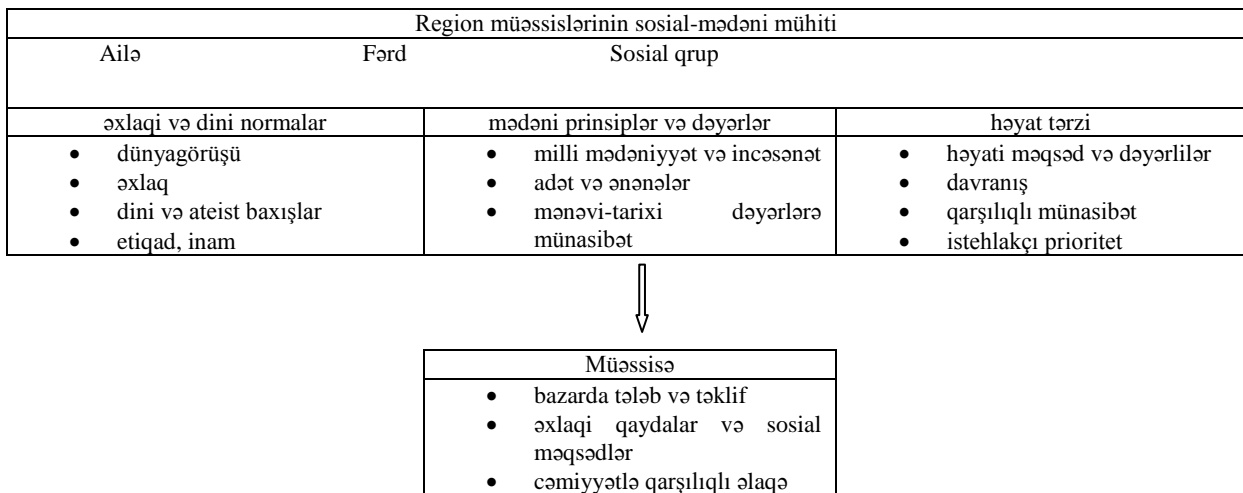 Region müəssislərinin sosial-mədəni mühiti
Ailə Fərd Sosial qrup
əxlaqi və dini normalar
• dünyagörüşü
• əxlaq
• dini və ateist baxışlar
• etiqad, inam
mədəni prinsiplər və dəyərlər
• milli mədəniyyət və incəsənət
• adət və ənənələr
• mənəvi-tarixi dəyərlərə
münasibət
həyat tərzi
• həyati məqsəd və dəyərlilər
• davranış
• qarşılıqlı münasibət
• istehlakçı prioritet
Müəssisə
• bazarda tələb və təklif
• əxlaqi qaydalar və sosial
məqsədlər
• cəmiyyətlə qarşılıqlı əlaqə